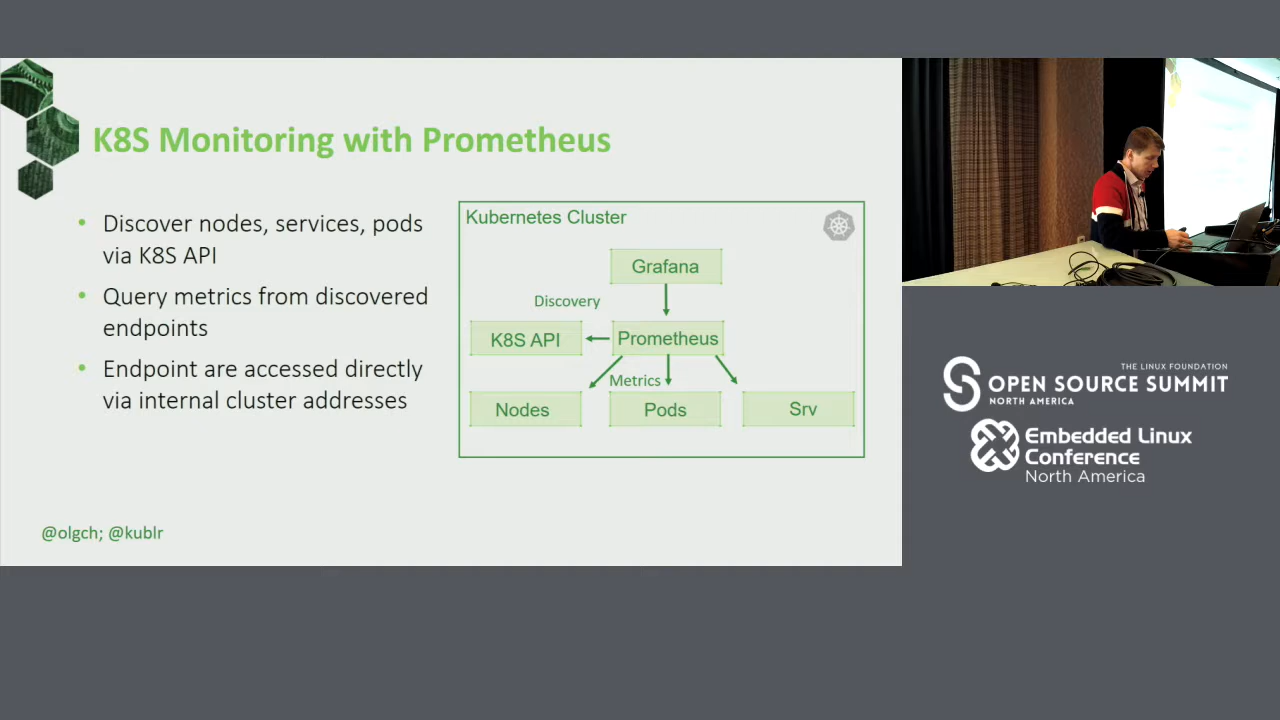 K8S Monitoring with Prometheus
• Discover nodes, services, pods
via K8S API
• Query metrics from discovered
endpoints
• Endpoint are accessed directly
via internal cluster addresses
Kubernetes Cluster
Grafana
Discovery
K8S API
Prometheus
Metrics
Nodes
Pods
Srv
@olgch; @kublr
THE LINUX FOUNDATION
OPEN SOURCE SUMMIT
NORTH AMERICA
Embedded Linux
Conference
North America